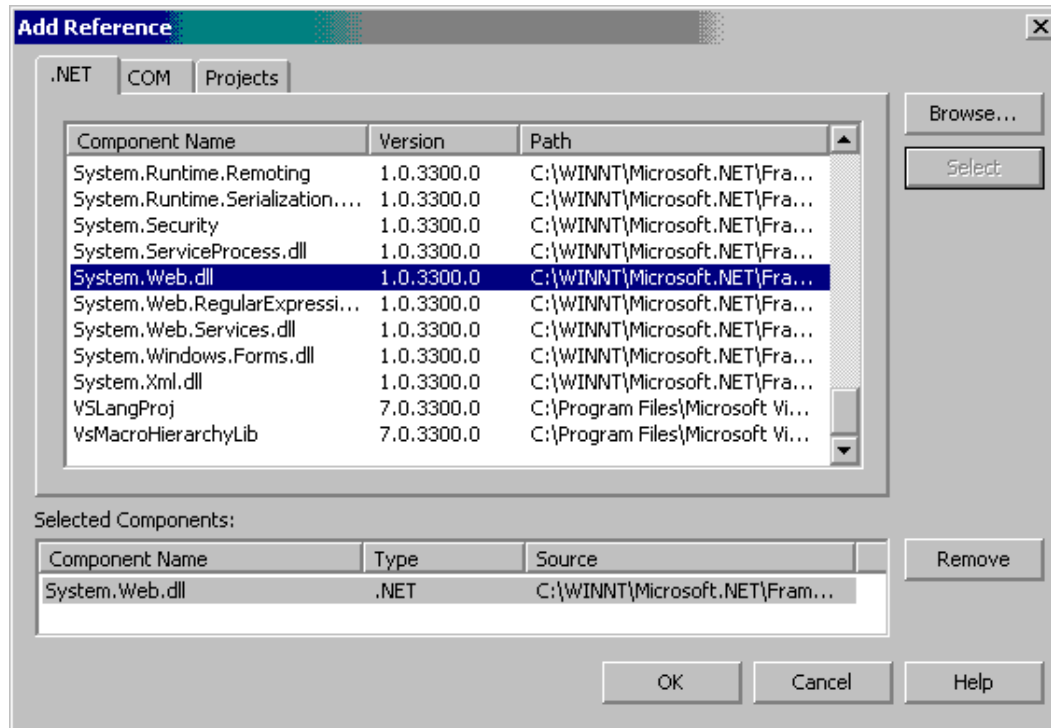 Add Reference
.NET COM Projects
Browse...
Component Name Version Path
Select
System.Runtime.Remoting 1.0.3300.0 C:\WINNT\Microsoft.NET\Fra...
System.Runtime.Serialization.... 1.0.3300.0 C:\WINNT\Microsoft.NET\Fra...
System.Security 1.0.3300.0 C:\WINNT\Microsoft.NET\Fra...
System.ServiceProcess.dll 1.0.3300.0 C:\WINNT\Microsoft.NET\Fra...
System.Web.dll 1.0.3300.0 C:\WINNT\Microsoft.NET\Fra...
System.Web.RegularExpressi... 1.0.3300.0 C:\WINNT\Microsoft.NET\Fra...
System.Web.Services.dll 1.0.3300.0 C:\WINNT\Microsoft.NET\Fra...
System.Windows.Forms.dll 1.0.3300.0 C:\WINNT\Microsoft.NET\Fra...
System.Xml.dll 1.0.3300.0 C:\WINNT\Microsoft.NET\Fra...
VSLangProj 7.0.3300.0 C:\Program Files\Microsoft Vi...
VsMacroHierarchyLib 7.0.3300.0 C:\Program Files\Microsoft Vi...
Selected Components:
Component Name Type Source
Remove
System.Web.dll .NET C:\WINNT\Microsoft.NET\Fram...
OK Cancel Help